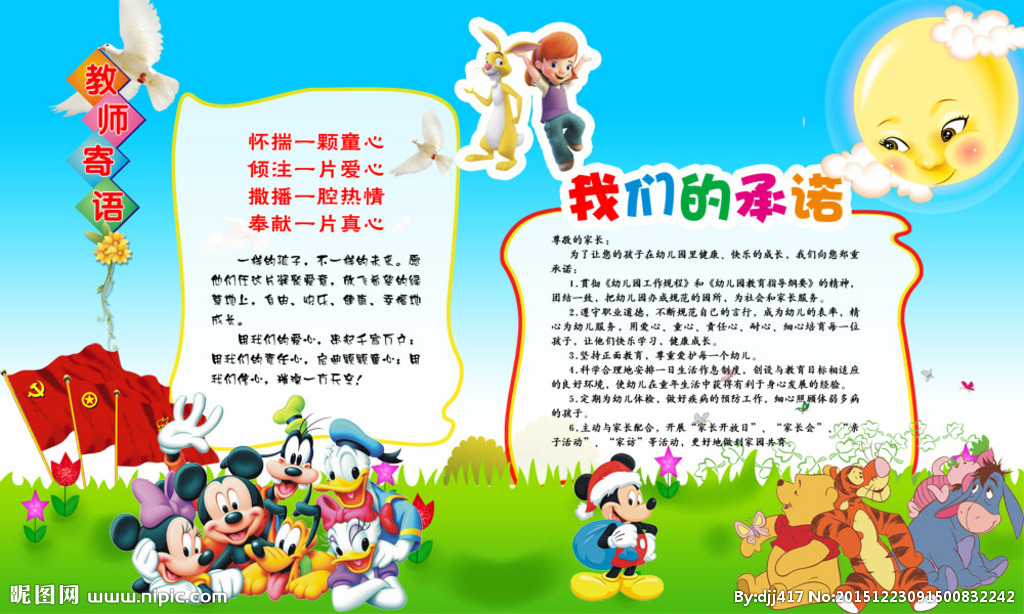 教师寄语
怀揣一颗童心
倾注一片爱心
撒播一腔热情
奉献一片真心
一样的孩子，不一样的未来。愿
他们在这片凝聚爱意，放飞希望的绿
草地上，自由、快乐、健康、幸福地
成长。
用我们的爱心，串起千家万户；
用我们的责任心，启迪颗颗童心；用
我们信心，撑撑一方天空！
我们的承诺
尊敬的家长：
为了让您的孩子在幼儿园里健康、快乐的成长，我们向您郑重
承诺：
1.贯彻《幼儿园工作规程》和《幼儿园教育指导纲要》的精神，
团结一致，把幼儿园办成规范的园所，为社会和家长服务。
2.遵守职业道德，不断规范自己的言行，成为幼儿的表率，精
心为幼儿服务，用爱心、童心、责任心、耐心、细心培育每一位
孩子，让他们快乐学习，健康成长。
3.坚持正面教育，尊重爱护每一个幼儿。
4.科学合理地安排一日生活作息制度，创设与教育目标相适应
的良好环境，使幼儿在童年生活中获得有利于身心发展的经验。
5.定期为幼儿体检，做好疾病的预防工作，细心照顾体弱多病
的孩子。
6.主动与家长配合，开展“家长开放日”、“家长会”、“亲
子活动”、“家访”等活动，更好地做到家园共育。
昵图网 www.nipic.com
By:djj417 No:20151223091500832242